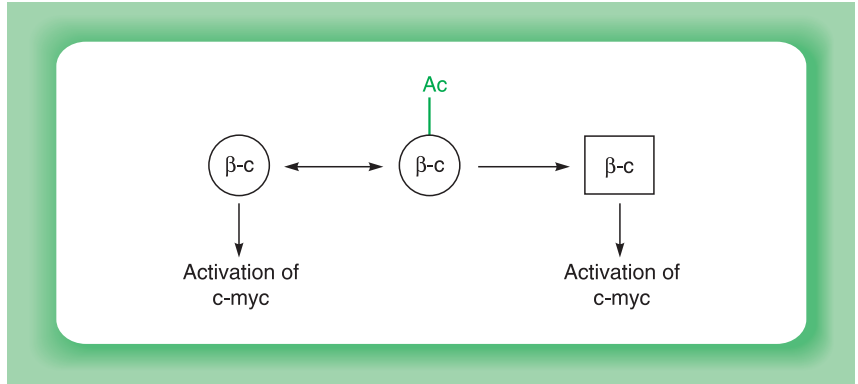 Ac
β-c
β-c
β-c
Activation of
c-myc
Activation of
c-myc